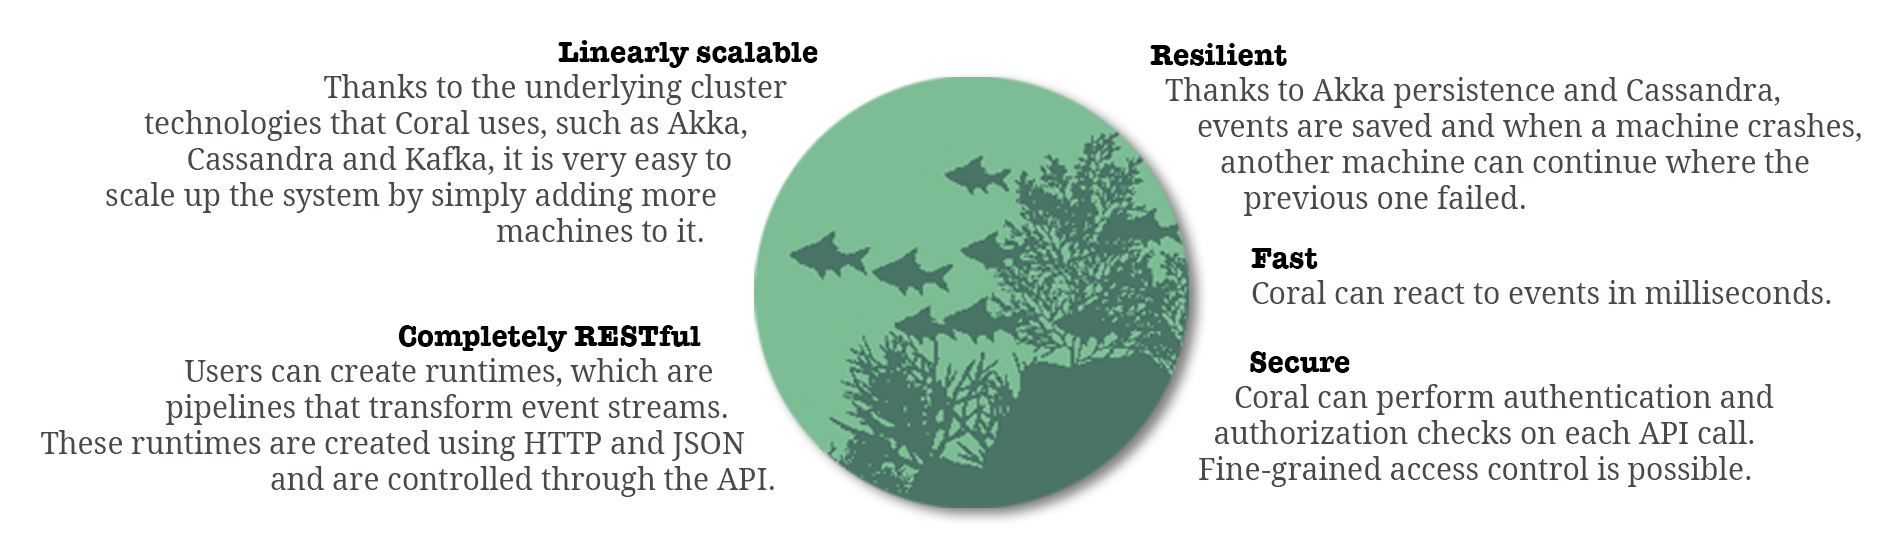 Linearly scalable
Thanks to the underlying cluster
technologies that Coral uses, such as Akka,
Cassandra and Kafka, it is very easy to
scale up the system by simply adding more
machines to it.
Completely RESTful
Users can create runtimes, which are
pipelines that transform event streams.
These runtimes are created using HTTP and JSON
and are controlled through the API.
Resilient
Thanks to Akka persistence and Cassandra,
events are saved and when a machine crashes,
another machine can continue where the
previous one failed.
Fast
Coral can react to events in milliseconds.
Secure
Coral can perform authentication and
authorization checks on each API call.
Fine-grained access control is possible.